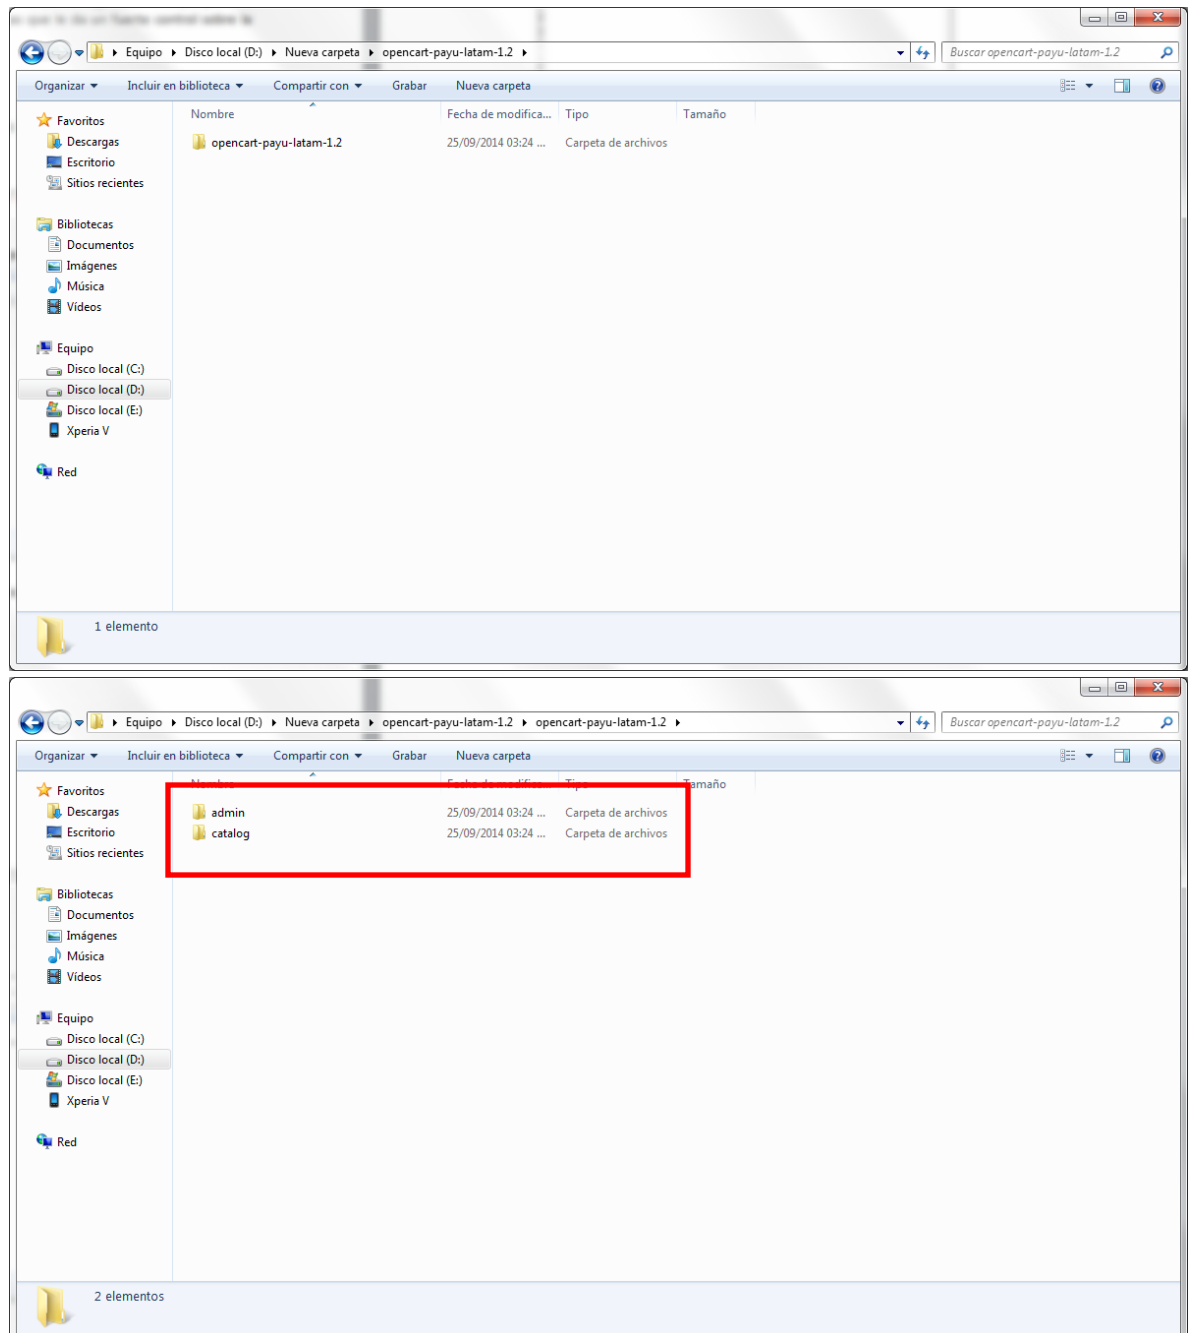 Equipo Disco local (D:) Nueva carpeta opencart-payu-latam-1.2 Buscar opencart-payu-latam-1.2
Organizar Incluir en biblioteca Compartir con Grabar Nueva carpeta
Nombre Fecha de modifica... Tipo Tamaño
opencart-payu-latam-1.2 25/09/2014 03:24 ... Carpeta de archivos
Favoritos
Descargas
Escritorio
Sitios recientes
Bibliotecas
Documentos
Imágenes
Música
Vídeos
Equipo
Disco local (C:)
Disco local (D:)
Disco local (E:)
Xperia V
Red
1 elemento
Equipo Disco local (D:) Nueva carpeta opencart-payu-latam-1.2 opencart-payu-latam-1.2 Buscar opencart-payu-latam-1.2
Organizar Incluir en biblioteca Compartir con Grabar Nueva carpeta
Nombre Fecha de modifica... Tipo Tamaño
admin 25/09/2014 03:24 ... Carpeta de archivos
catalog 25/09/2014 03:24 ... Carpeta de archivos
Favoritos
Descargas
Escritorio
Sitios recientes
Bibliotecas
Documentos
Imágenes
Música
Vídeos
Equipo
Disco local (C:)
Disco local (D:)
Disco local (E:)
Xperia V
Red
2 elementos